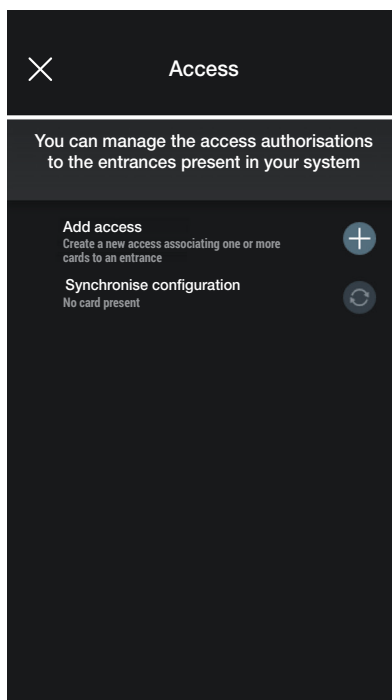 Access
You can manage the access authorisations
to the entrances present in your system
Add access
Create a new access associating one or more
cards to an entrance
Synchronise configuration
No card present